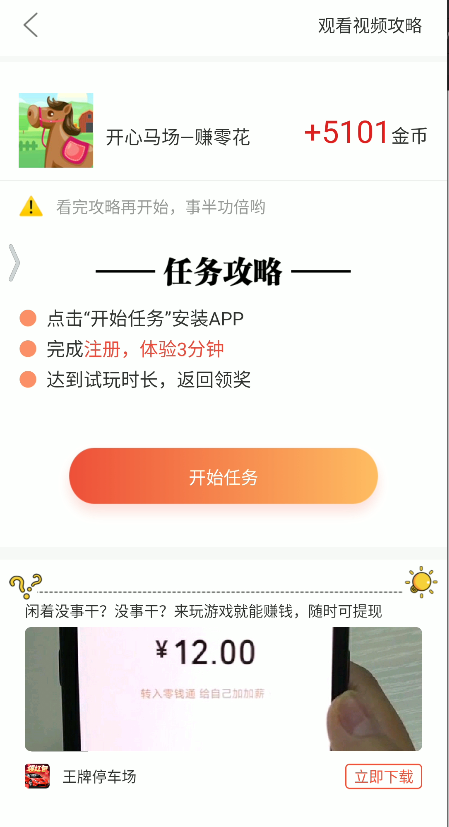 观看视频攻略
开心马场—赚零花
+5101金币
看完攻略再开始，事半功倍哟
任务攻略
点击“开始任务”安装APP
完成注册，体验3分钟
达到试玩时长，返回领奖
开始任务
闲着没事干？没事干？来玩游戏就能赚钱，随时可提现
¥12.00
转入零钱通 给自己加加薪
领红包
王牌停车场
立即下载